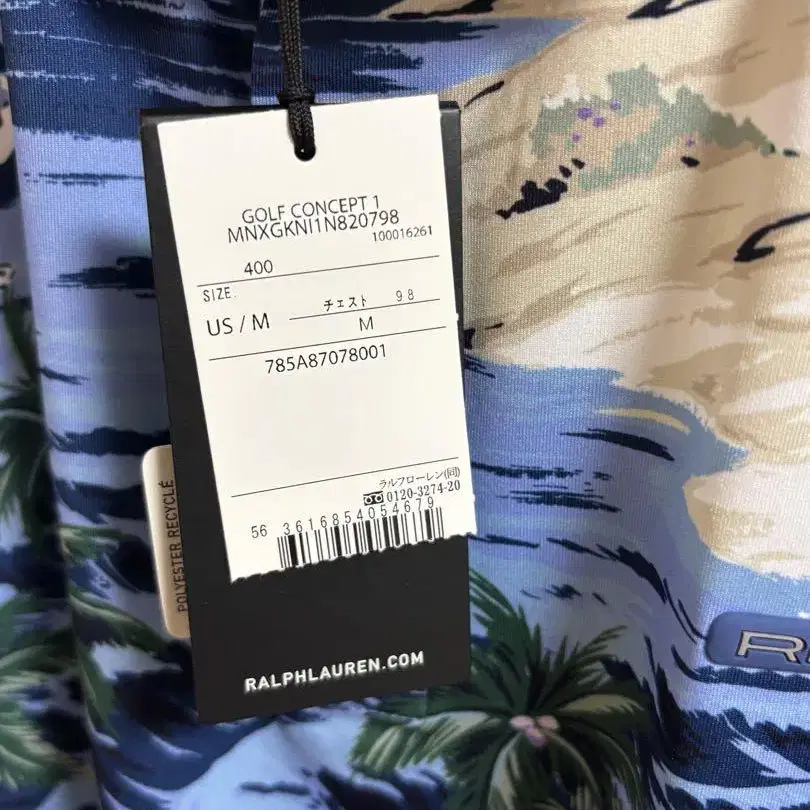 GOLF CONCEPT 1
MNXGKNI1N820798
100016261
400
SIZE.
チェスト 98
US / M
M
785A87078001
ラルフローレン(同)
0120-3274-20
56 3616854054679
POLYESTER RECYCLÉ
RALPHLAUREN.COM